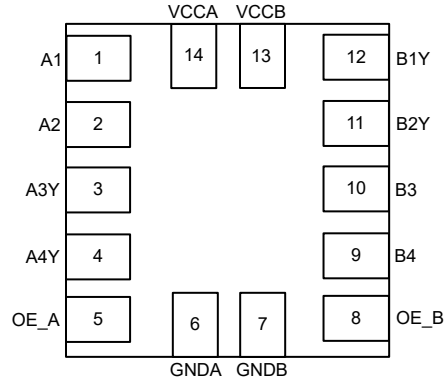 VCCA VCCB
A1 1 14 13 12 B1Y
A2 2 11 B2Y
A3Y 3 10 B3
A4Y 4 9 B4
OE_A 5 6 7 8 OE_B
GNDA GNDB